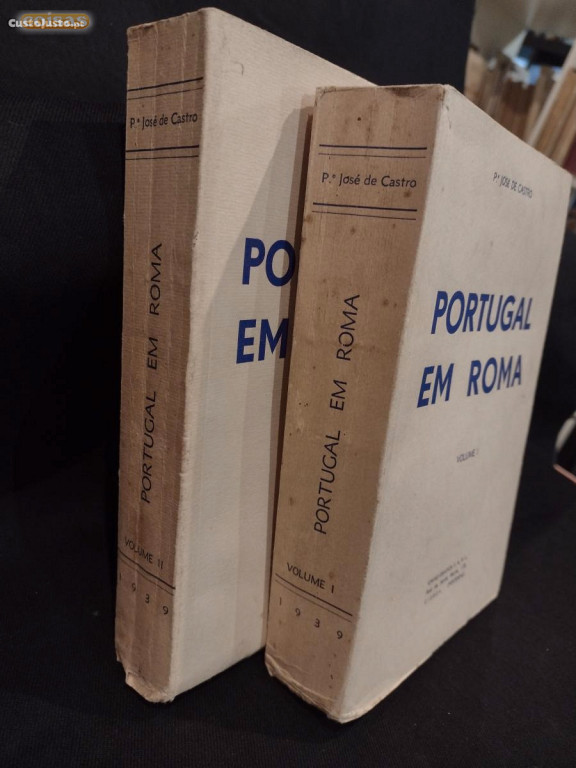 coisas
CustoJusto.pt
P.e José de Castro
PORTUGAL EM ROMA
VOLUME II
1939
PO
EM
P.e José de Castro
PORTUGAL EM ROMA
VOLUME I
1939
P.e JOSÉ DE CASTRO
PORTUGAL
EM ROMA
VOLUME I